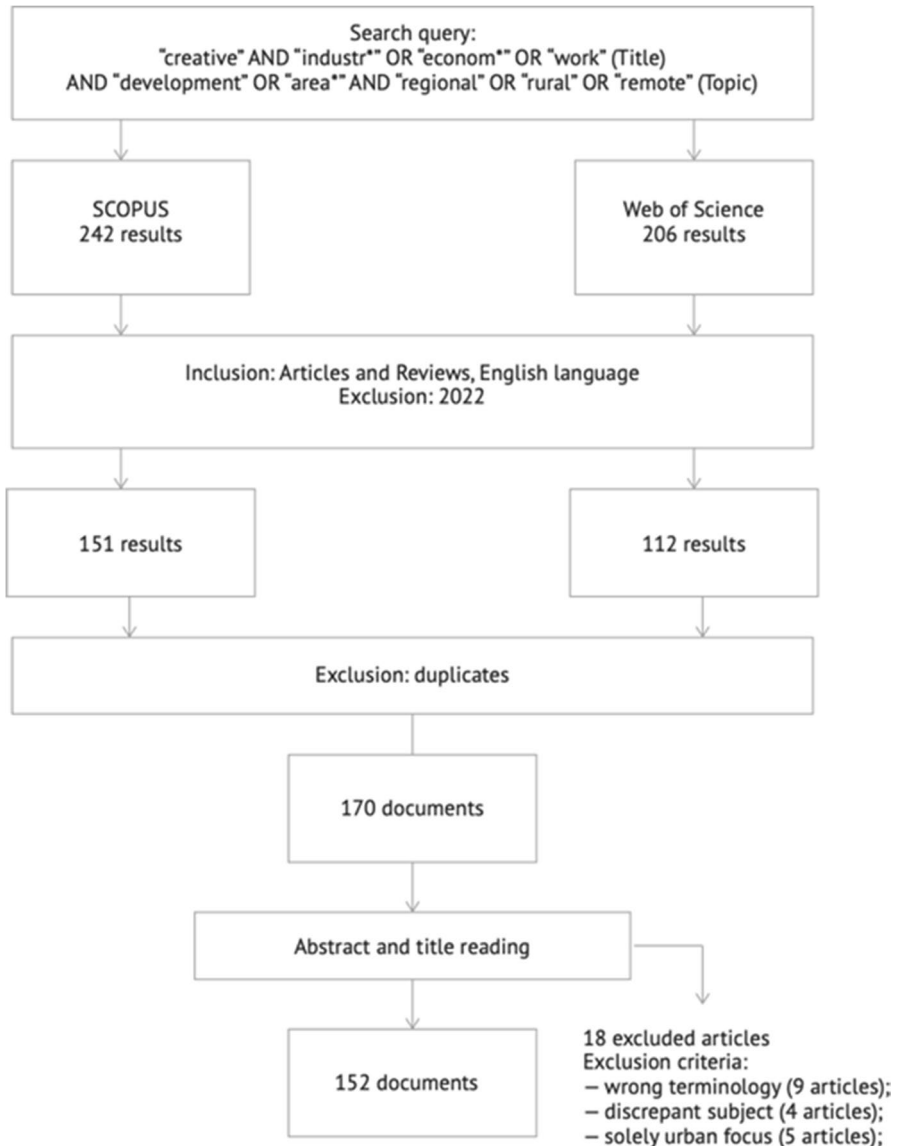 Search query:
“creative” AND “industr*” OR “econom*” OR “work” (Title)
AND “development” OR “area*” AND “regional” OR “rural” OR “remote” (Topic)
SCOPUS
242 results
Web of Science
206 results
Inclusion: Articles and Reviews, English language
Exclusion: 2022
151 results
112 results
Exclusion: duplicates
170 documents
Abstract and title reading
152 documents
18 excluded articles
Exclusion criteria:
– wrong terminology (9 articles);
– discrepant subject (4 articles);
– solely urban focus (5 articles);